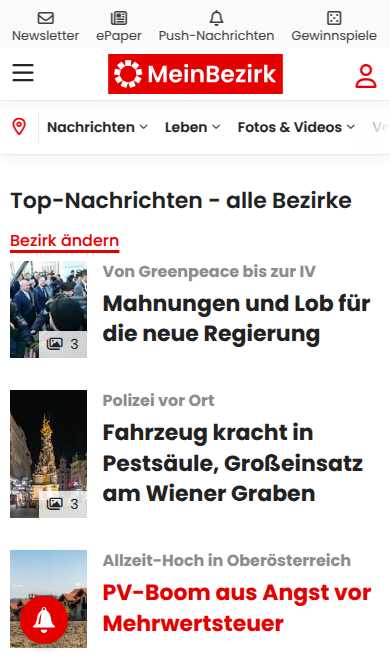 Newsletter ePaper Push-Nachrichten Gewinnspiele
MeinBezirk
Nachrichten Leben Fotos & Videos
Top-Nachrichten - alle Bezirke
Bezirk ändern
Von Greenpeace bis zur IV
Mahnungen und Lob für
die neue Regierung
3
Polizei vor Ort
Fahrzeug kracht in
Pestsäule, Großeinsatz
am Wiener Graben
3
Allzeit-Hoch in Oberösterreich
PV-Boom aus Angst vor
Mehrwertsteuer